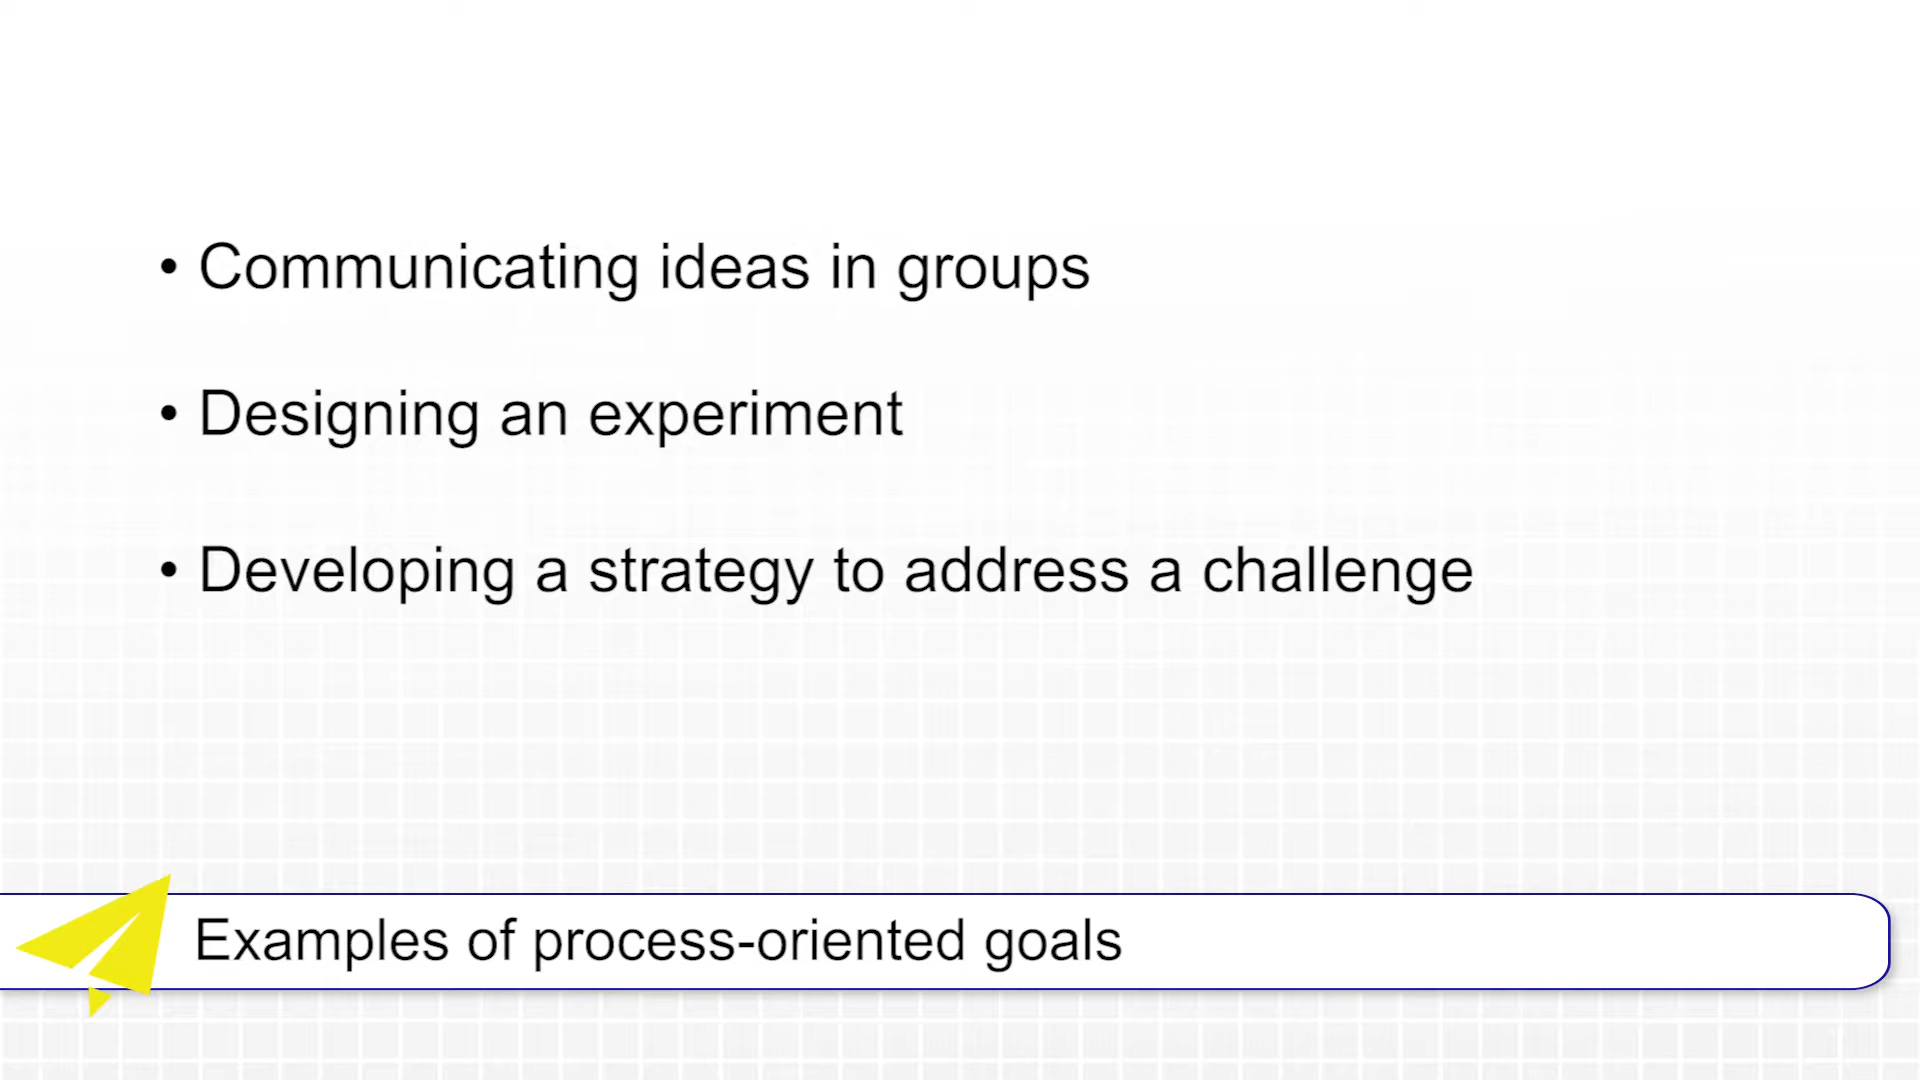 • Communicating ideas in groups
• Designing an experiment
• Developing a strategy to address a challenge
Examples of process-oriented goals